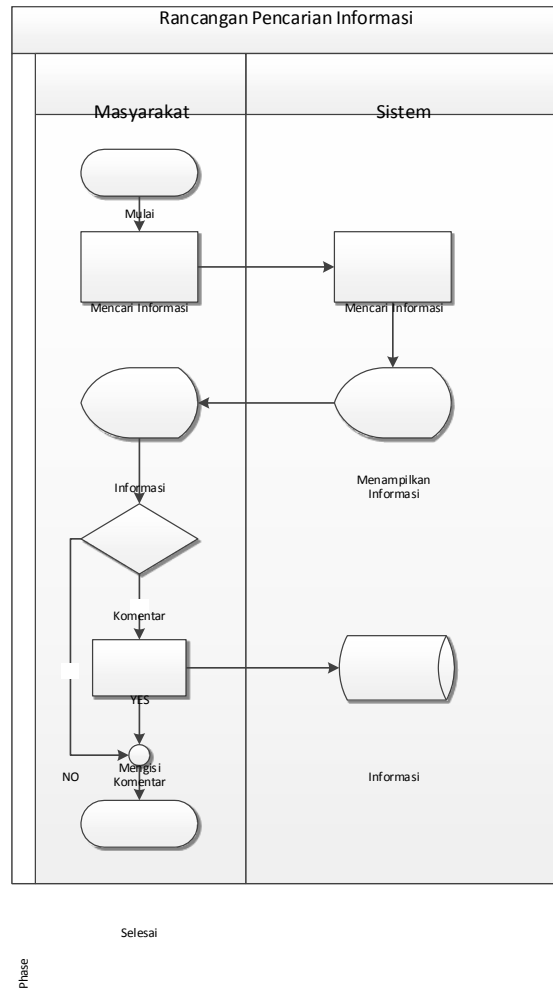 Rancangan Pencarian Informasi
Masyarakat
Sistem
Mulai
Mencari Informasi
Mencari Informasi
Informasi
Menampilkan
Informasi
Komentar
YES
NO
Mengisi
Komentar
Informasi
Selesai
Phase